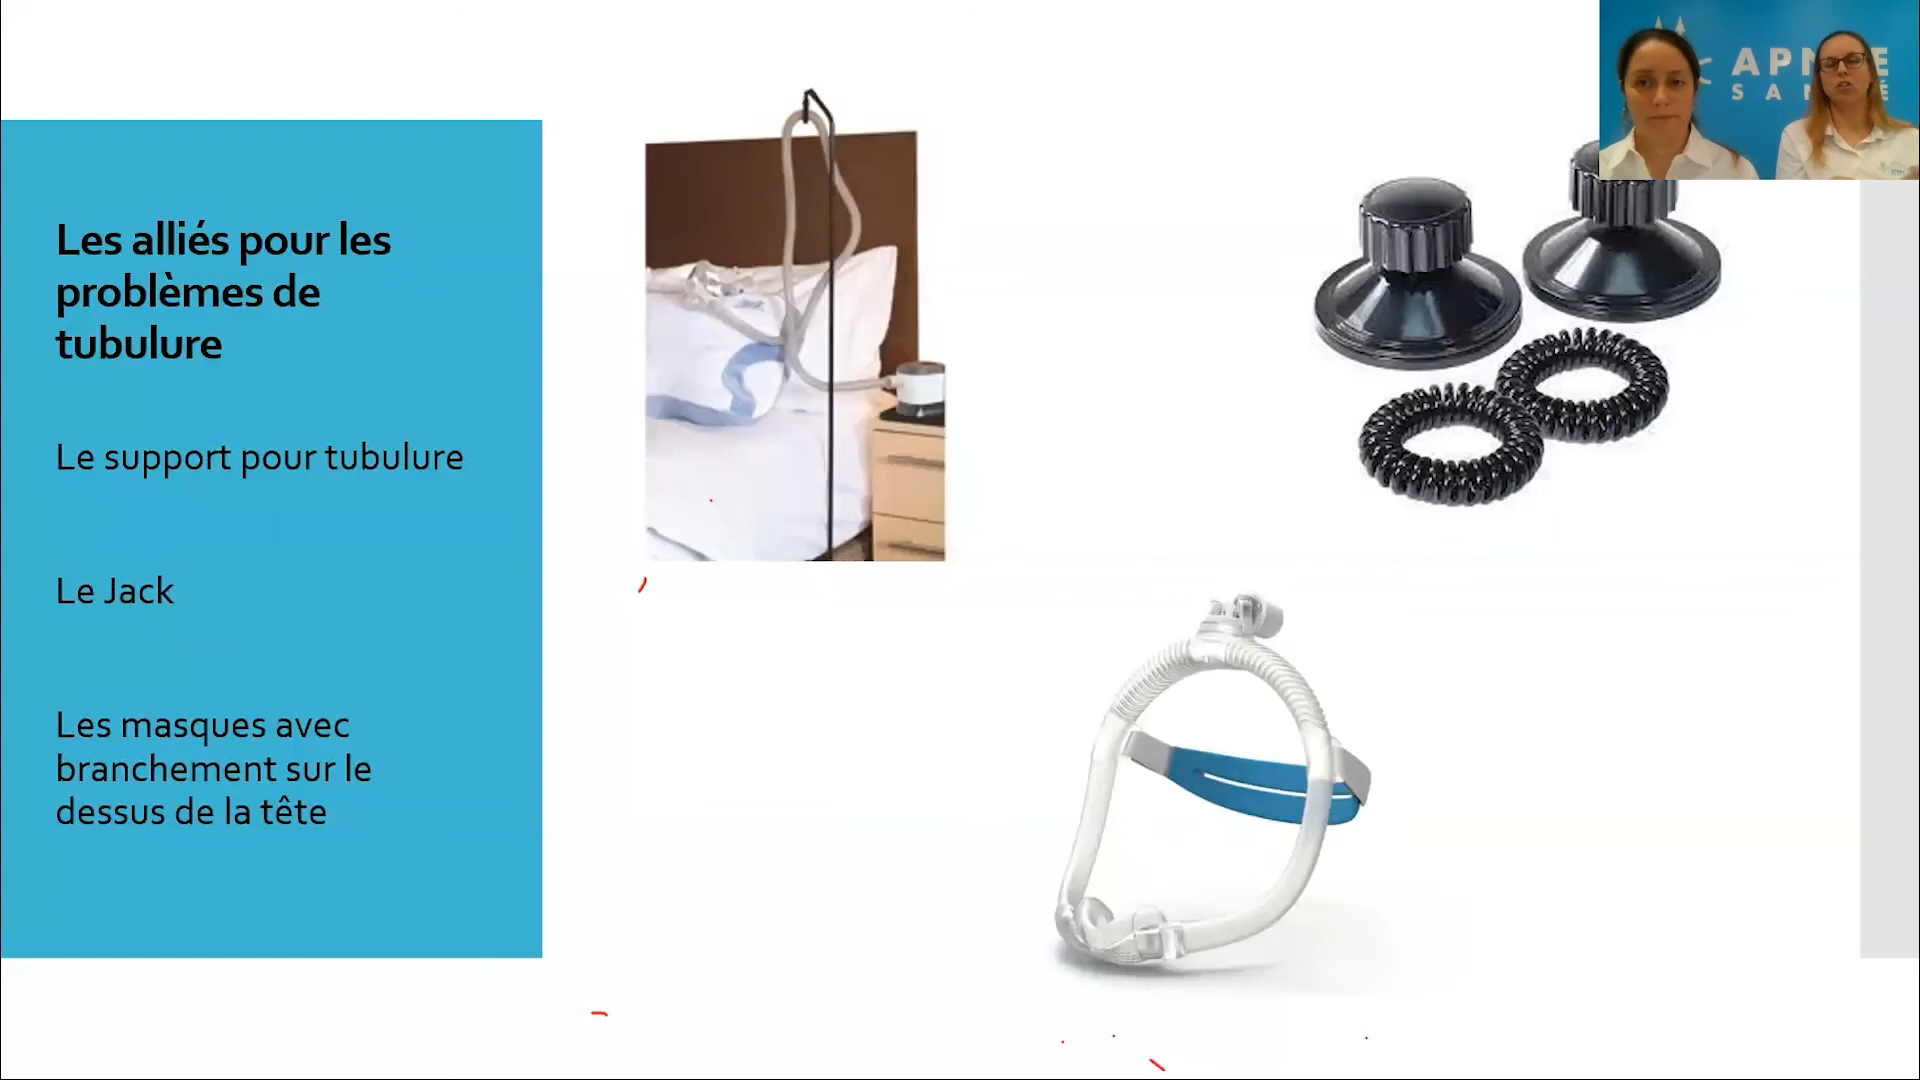 Les alliés pour les
problèmes de
tubulure
Le support pour tubulure
Le Jack
Les masques avec
branchement sur le
dessus de la tête